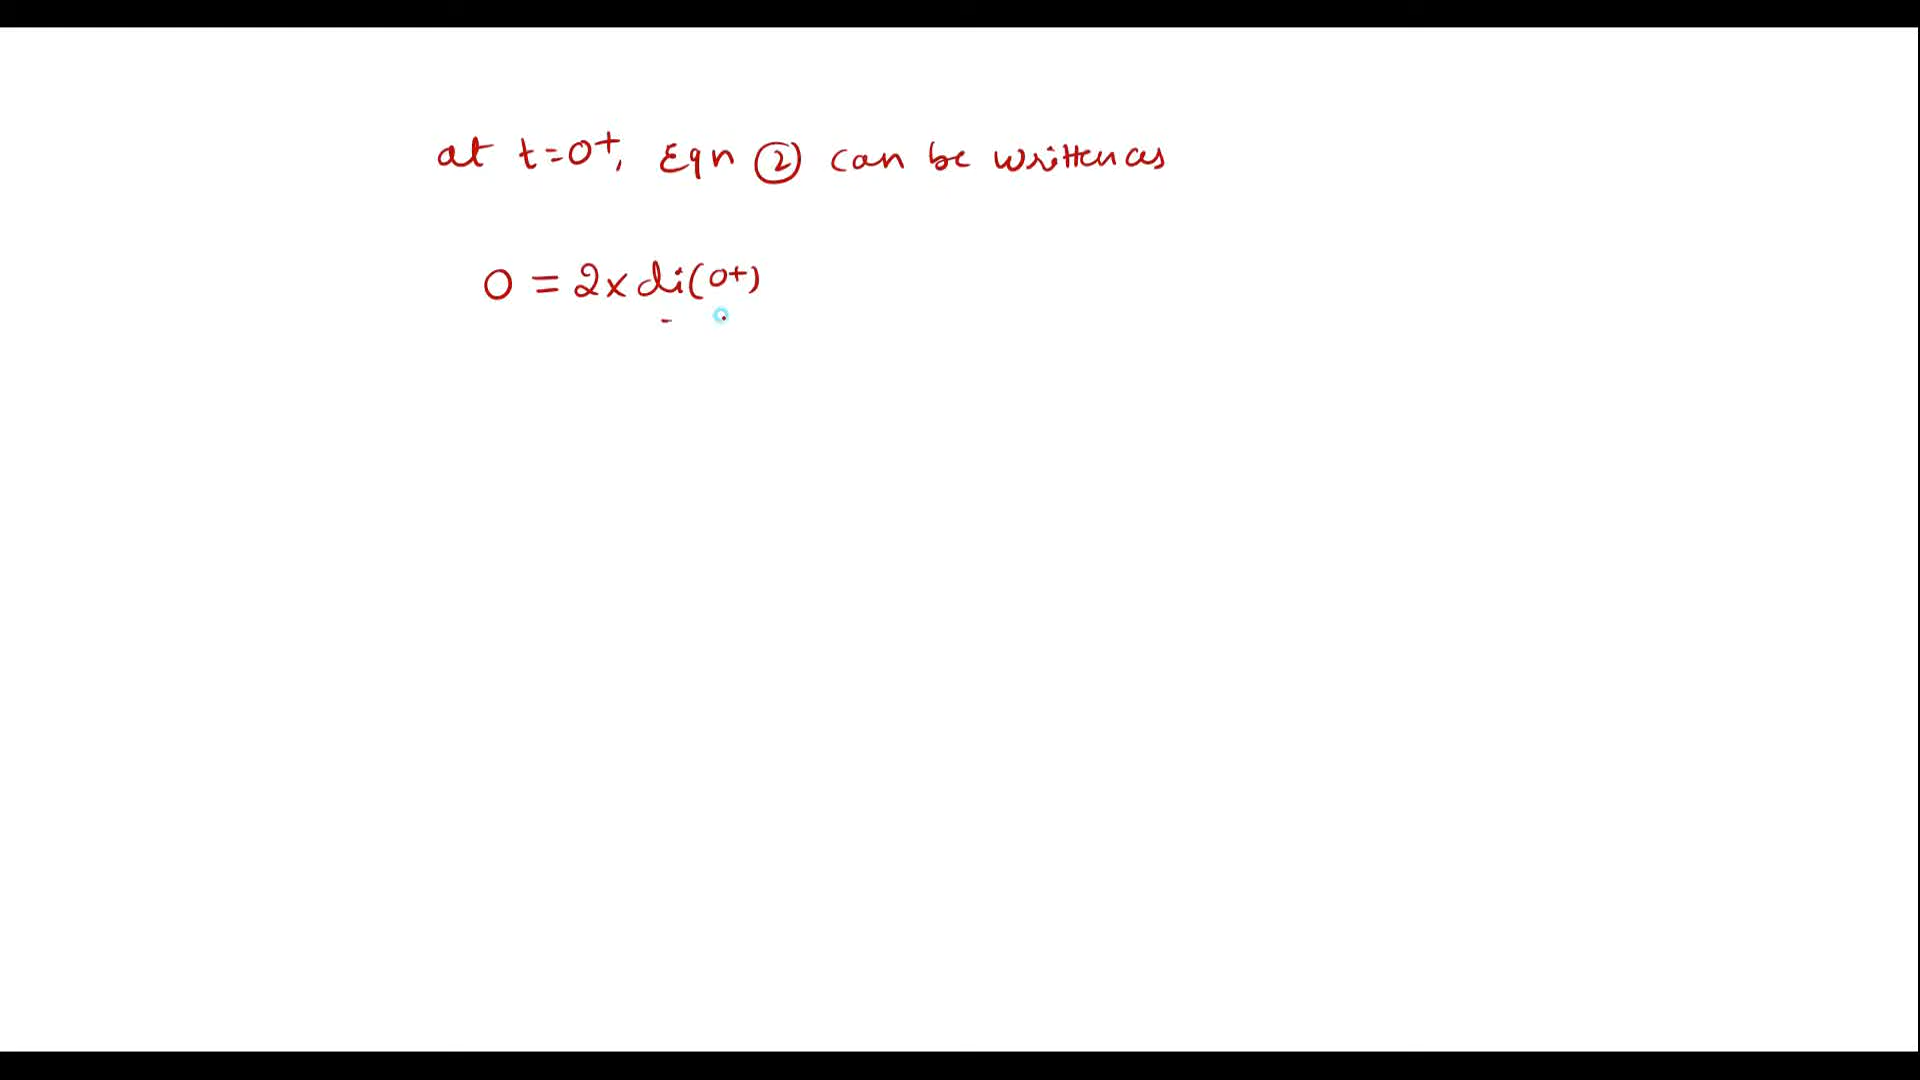 at t=0+, Eqn ② can be written as
0 = 2x di(0+)